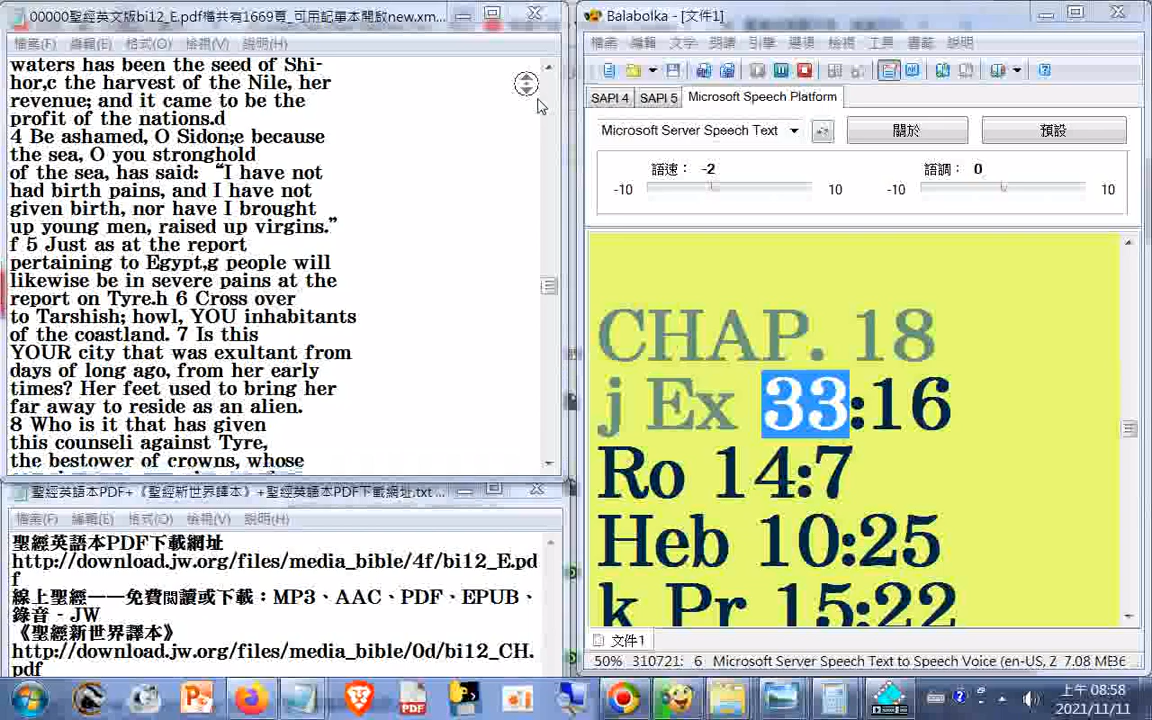 00000聖經英文版bi12_E.pdf檔共有1669頁_可用記事本開啟new.xm...
檔案(F) 編輯(E) 格式(O) 檢視(V) 說明(H)
waters has been the seed of Shi-
hor,c the harvest of the Nile, her
revenue; and it came to be the
profit of the nations.d
4 Be ashamed, O Sidon;e because
the sea, O you stronghold
of the sea, has said: “I have not
had birth pains, and I have not
given birth, nor have I brought
up young men, raised up virgins.”
f 5 Just as at the report
pertaining to Egypt,g people will
likewise be in severe pains at the
report on Tyre.h 6 Cross over
to Tarshish; howl, YOU inhabitants
of the coastland. 7 Is this
YOUR city that was exultant from
days of long ago, from her early
times? Her feet used to bring her
far away to reside as an alien.
8 Who is it that has given
this counseli against Tyre,
the bestower of crowns, whose
聖經英語本PDF+《聖經新世界譯本》+聖經英語本PDF下載網址.txt ...
檔案(F) 編輯(E) 格式(O) 檢視(V) 說明(H)
聖經英語本PDF下載網址
http://download.jw.org/files/media_bible/4f/bi12_E.pd
f
線上聖經——免費閱讀或下載：MP3、AAC、PDF、EPUB、
錄音 - JW
《聖經新世界譯本》
http://download.jw.org/files/media_bible/0d/bi12_CH.
pdf
Balabolka - [文件1]
檔案 編輯 文字 朗讀 引擎 選項 檢視 工具 書籤 說明
SAPI 4 SAPI 5 Microsoft Speech Platform
Microsoft Server Speech Text 關於 預設
語速： -2 語調： 0
-10 10 -10 10
CHAP. 18
j Ex 33:16
Ro 14:7
Heb 10:25
k Pr 15:22
文件1
50% 310721: 6 Microsoft Server Speech Text to Speech Voice (en-US, Z 7.08 MB
PDF
上午 08:58
2021/11/11